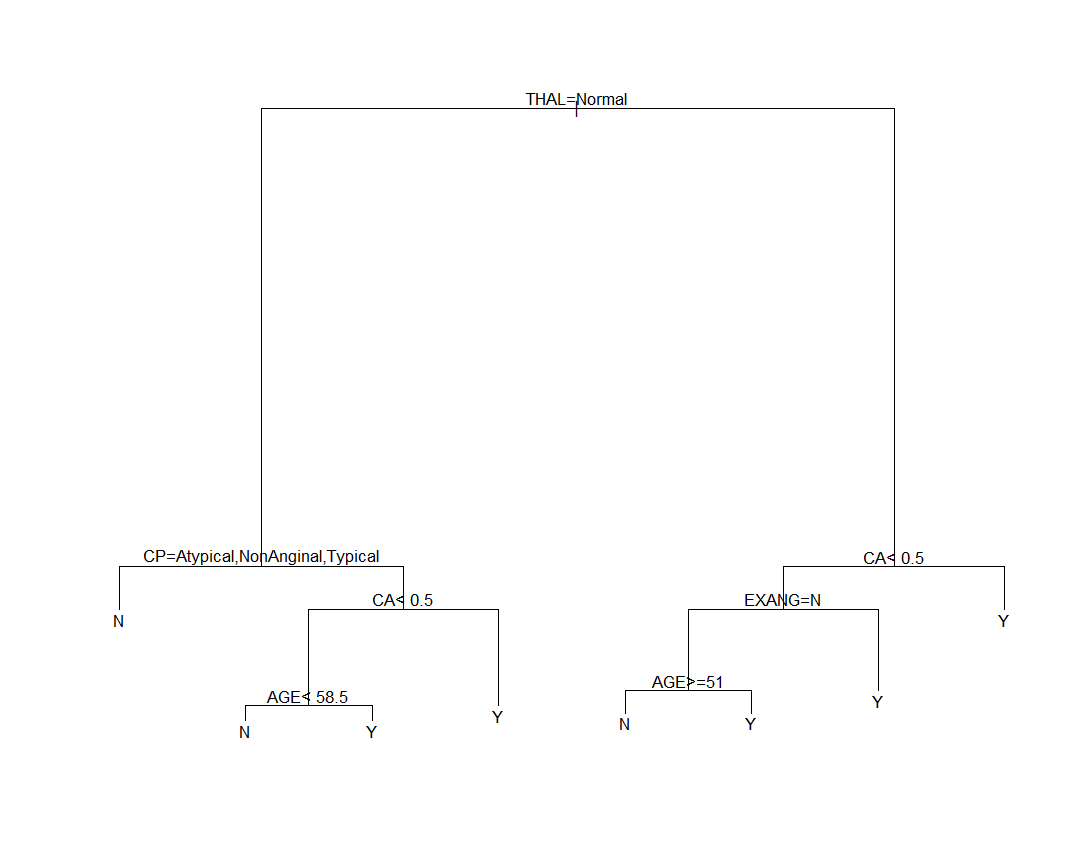 THAL=Normal
CP=Atypical,NonAnginal,Typical
CA< 0.5
CA< 0.5
EXANG=N
N
Y
AGE>=51
AGE< 58.5
Y
Y
N
Y
N
Y